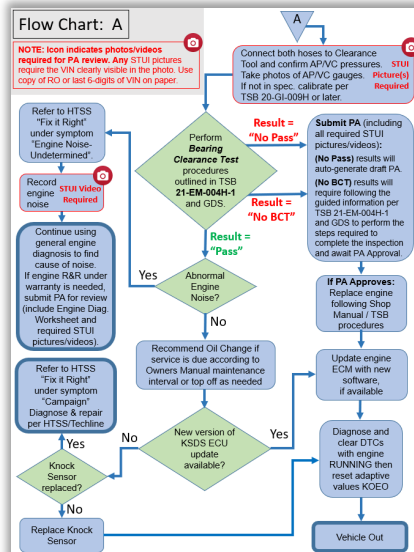 Flow Chart: A
NOTE: Icon indicates photos/videos
required for PA review. Any STUI pictures
require the VIN clearly visible in the photo. Use
copy of RO or last 6-digits of VIN on paper.
A
Connect both hoses to Clearance
Tool and confirm AP/VC pressures.
Take photos of AP/VC gauges.
If not in spec. calibrate per
TSB 20-GI-009H or later.
STUI
Picture(s)
Required
Refer to HTSS
"Fix it Right"
under symptom
"Engine Noise-
Undetermined".
Record
engine
noise
STUI Video
Required
Continue using
general engine
diagnosis to find
cause of noise.
If engine R&R under
warranty is needed,
submit PA for review
(include Engine Diag.
Worksheet and
required STUI
pictures/videos).
Perform
Bearing
Clearance Test
procedures
outlined in TSB
21-EM-004H-1
and GDS.
Result =
"No Pass"
Result =
"No BCT"
Result =
"Pass"
Submit PA (including
all required STUI
pictures/videos):
(No Pass) results will
auto-generate draft PA.
(No BCT) results will
require following the
guided information per
TSB 21-EM-004H-1
and GDS to perform the
steps required to
complete the inspection
and await PA Approval.
Abnormal
Engine
Noise?
Yes
No
If PA Approves:
Replace engine
following Shop
Manual / TSB
procedures
Recommend Oil Change if
service is due according to
Owners Manual maintenance
interval or top off as needed
Update engine
ECM with new
software,
if available
Refer to HTSS
"Fix it Right"
under symptom
"Campaign"
Diagnose & repair
per HTSS/Techline
New version of
KSDS ECU
update available?
No
Yes
Yes
Knock
Sensor
replaced?
No
Diagnose and
clear DTCs
with engine
RUNNING then
reset adaptive
values KOEO
Replace Knock
Sensor
Vehicle Out